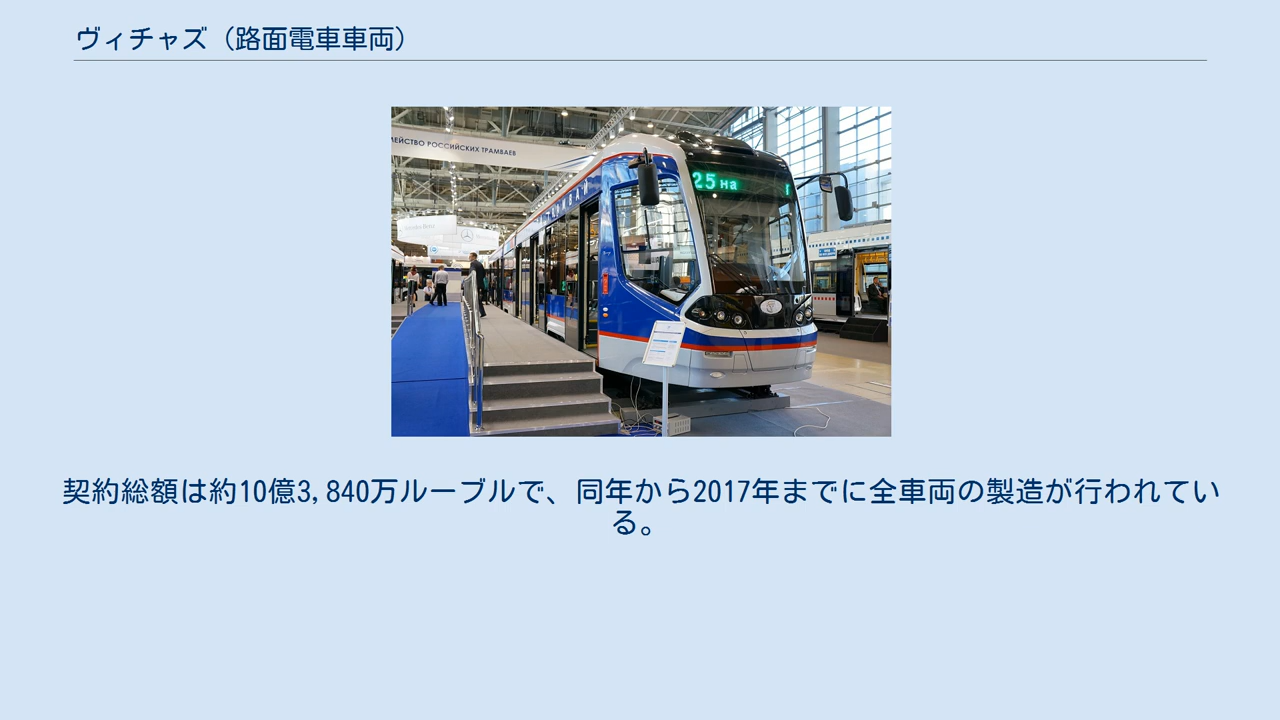 ヴィチャズ（路面電車車両）
МЕЙСТВО РОССИЙСКИХ ТРАМВАЕВ
25 на
契約総額は約10億3,840万ルーブルで、同年から2017年までに全車両の製造が行われてい
る。